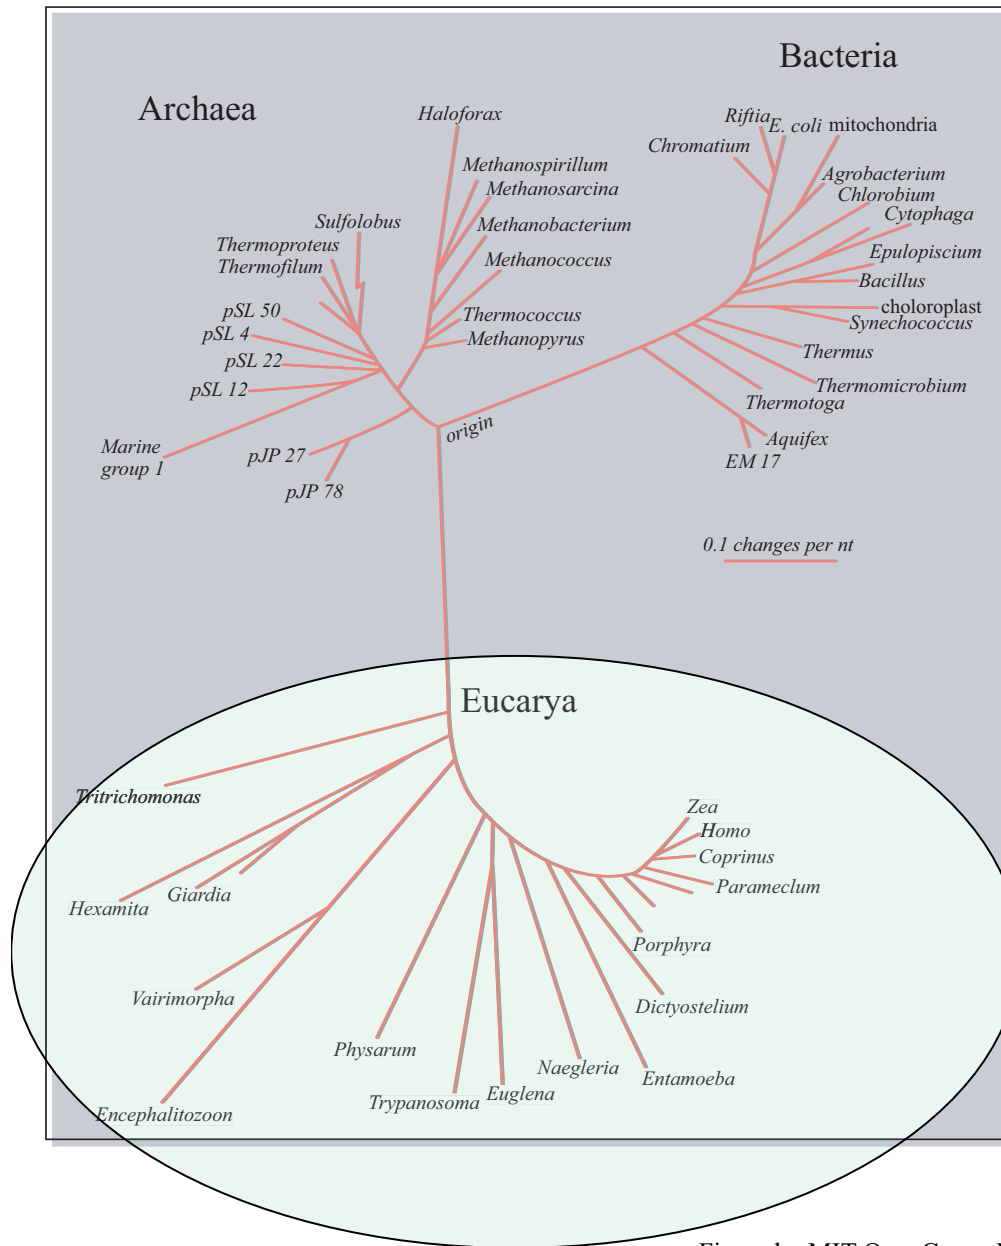 Bacteria
Archaea
Haloforax
Riftia
E. coli
mitochondria
Chromatium
Methanospirillum
Agrobacterium
Methanosarcina
Chlorobium
Cytophaga
Sulfolobus
Methanobacterium
Thermoproteus
Epulopiscium
Methanococcus
Thermofilum
Bacillus
pSL 50
choloroplast
Thermococcus
Synechococcus
pSL 4
Methanopyrus
Thermus
pSL 22
Thermomicrobium
pSL 12
Thermotoga
origin
Aquifex
Marine
group 1
pJP 27
EM 17
pJP 78
0.1 changes per nt
Eucarya
Tritrichomonas
Zea
Homo
Coprinus
Parameclum
Giardia
Hexamita
Porphyra
Vairimorpha
Dictyostelium
Physarum
Naegleria
Entamoeba
Euglena
Trypanosoma
Encephalitozoon